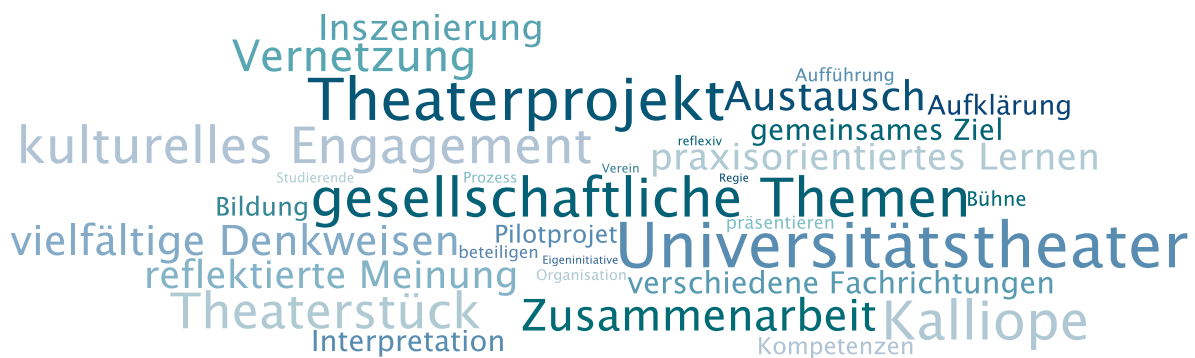 Inszenierung
Vernetzung
Aufführung
Theaterprojekt
Austausch
Aufklärung
gemeinsames Ziel
kulturelles Engagement
reflexiv
praxisorientiertes Lernen
Verein
Studierende
Prozess
Regie
gesellschaftliche Themen
Bühne
Bildung
präsentieren
vielfältige Denkweisen
Pilotprojet
Universitätstheater
beteiligen
Eigeninitiative
reflektierte Meinung
Organisation
verschiedene Fachrichtungen
Theaterstück
Zusammenarbeit
Kalliope
Interpretation
Kompetenzen